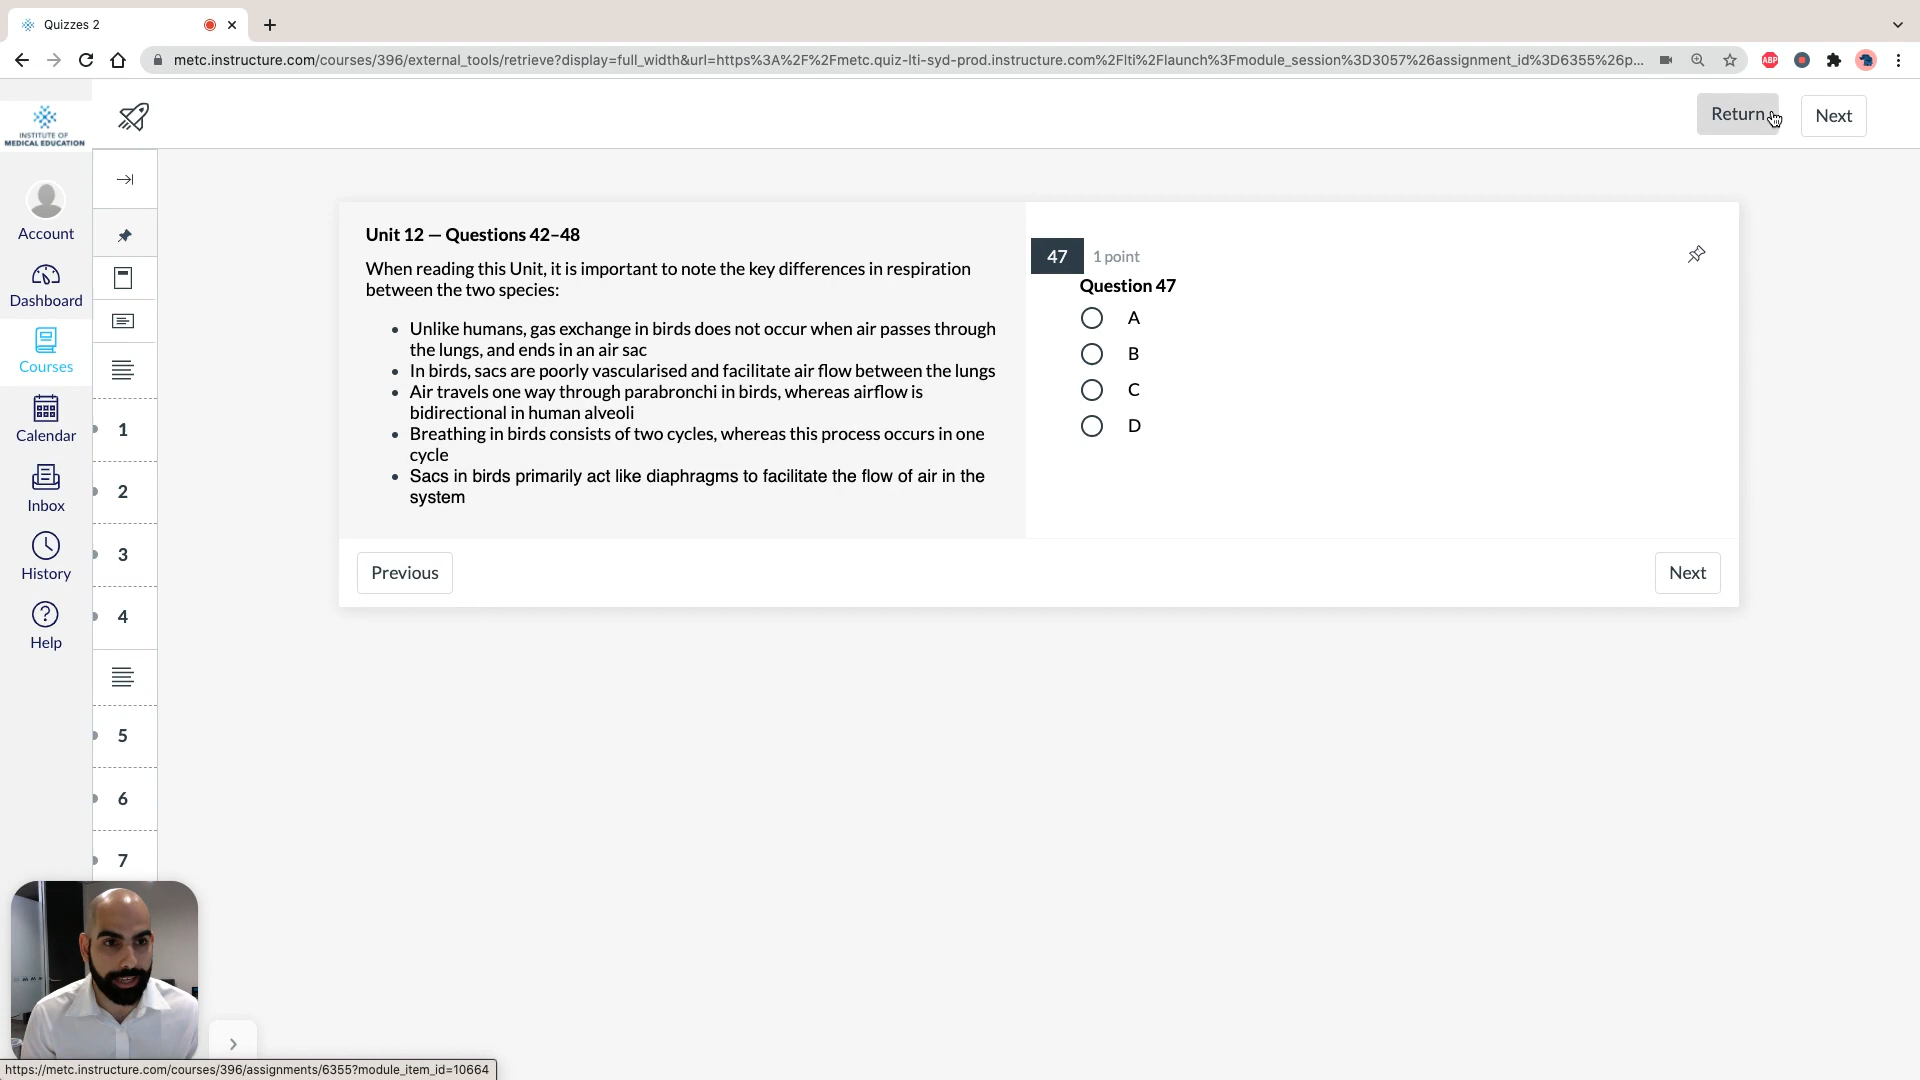 Quizzes 2
metc.instructure.com/courses/396/external_tools/retrieve?display=full_width&url=https%3A%2F%2Fmetc.quiz-lti-syd-prod.instructure.com%2Flti%2Flaunch%3Fmodule_session%3D3057%26assignment_id%3D6355%26p...
ABP
INSTITUTE OF
MEDICAL EDUCATION
Return
Next
Account
Dashboard
Courses
Calendar
Inbox
History
Help
1
2
3
4
5
6
7
Unit 12 — Questions 42–48
When reading this Unit, it is important to note the key differences in respiration
between the two species:
• Unlike humans, gas exchange in birds does not occur when air passes through
the lungs, and ends in an air sac
• In birds, sacs are poorly vascularised and facilitate air flow between the lungs
• Air travels one way through parabronchi in birds, whereas airflow is
bidirectional in human alveoli
• Breathing in birds consists of two cycles, whereas this process occurs in one
cycle
• Sacs in birds primarily act like diaphragms to facilitate the flow of air in the
system
47
1 point
Question 47
A
B
C
D
Previous
Next
https://metc.instructure.com/courses/396/assignments/6355?module_item_id=10664